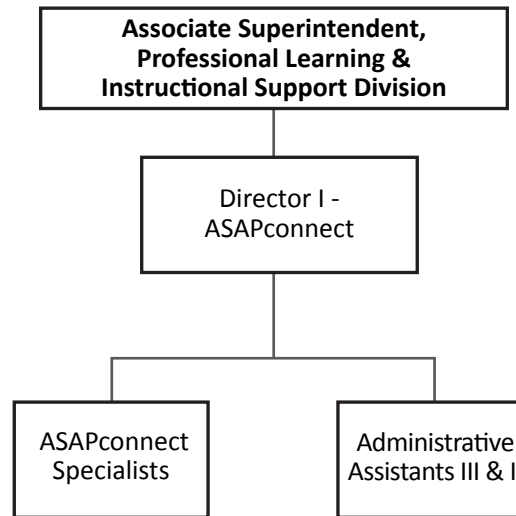 Associate Superintendent,
Professional Learning &
Instructional Support Division
Director I -
ASAPconnect
ASAPconnect
Specialists
Administrative
Assistants III & I